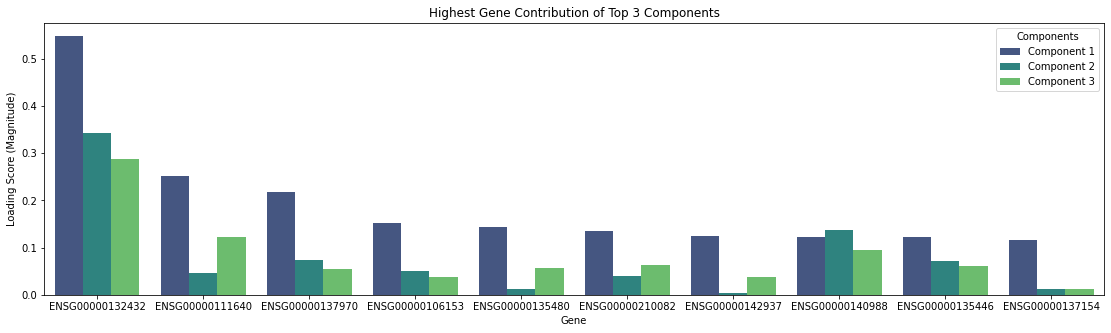 Highest Gene Contribution of Top 3 Components
Components
Component 1
Component 2
Component 3
Loading Score (Magnitude)
0.5
0.4
0.3
0.2
0.1
0.0
ENSG00000132432 ENSG00000111640 ENSG00000137970 ENSG00000106153 ENSG00000135480 ENSG00000210082 ENSG00000142937 ENSG00000140988 ENSG00000135446 ENSG00000137154
Gene